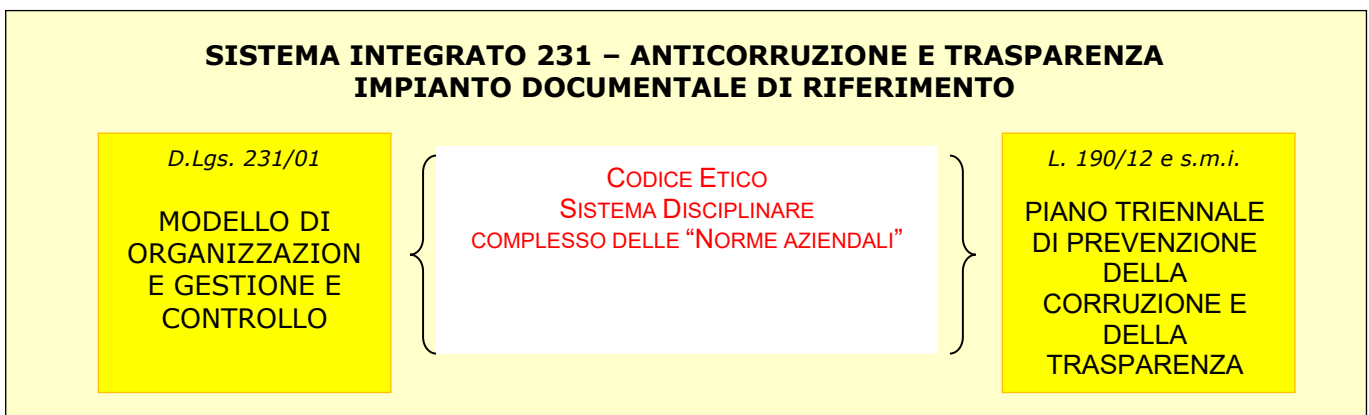 SISTEMA INTEGRATO 231 – ANTICORRUZIONE E TRASPARENZA
IMPIANTO DOCUMENTALE DI RIFERIMENTO
D.Lgs. 231/01
MODELLO DI
ORGANIZZAZION
E GESTIONE E
CONTROLLO
CODICE ETICO
SISTEMA DISCIPLINARE
COMPLESSO DELLE “NORME AZIENDALI”
L. 190/12 e s.m.i.
PIANO TRIENNALE
DI PREVENZIONE
DELLA
CORRUZIONE E
DELLA
TRASPARENZA